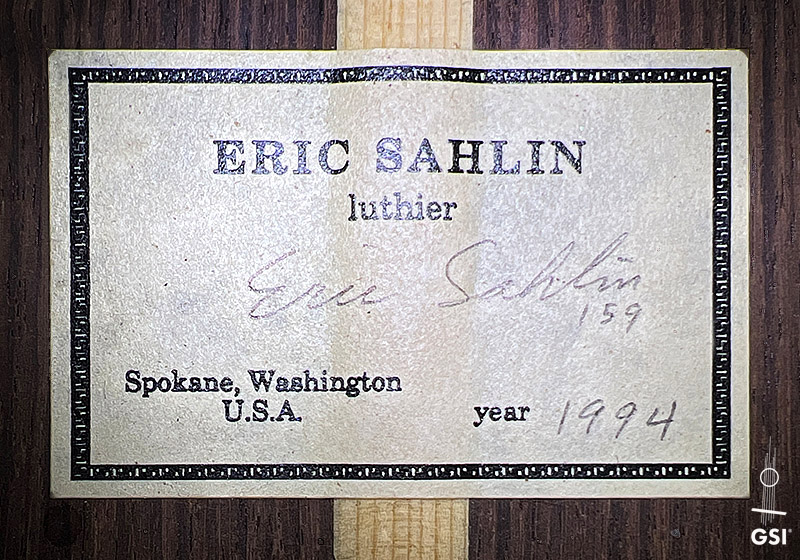 ERIC SAHLIN
luthier
Eric Sahlin
159
Spokane, Washington
U.S.A.
year 1994
GSI